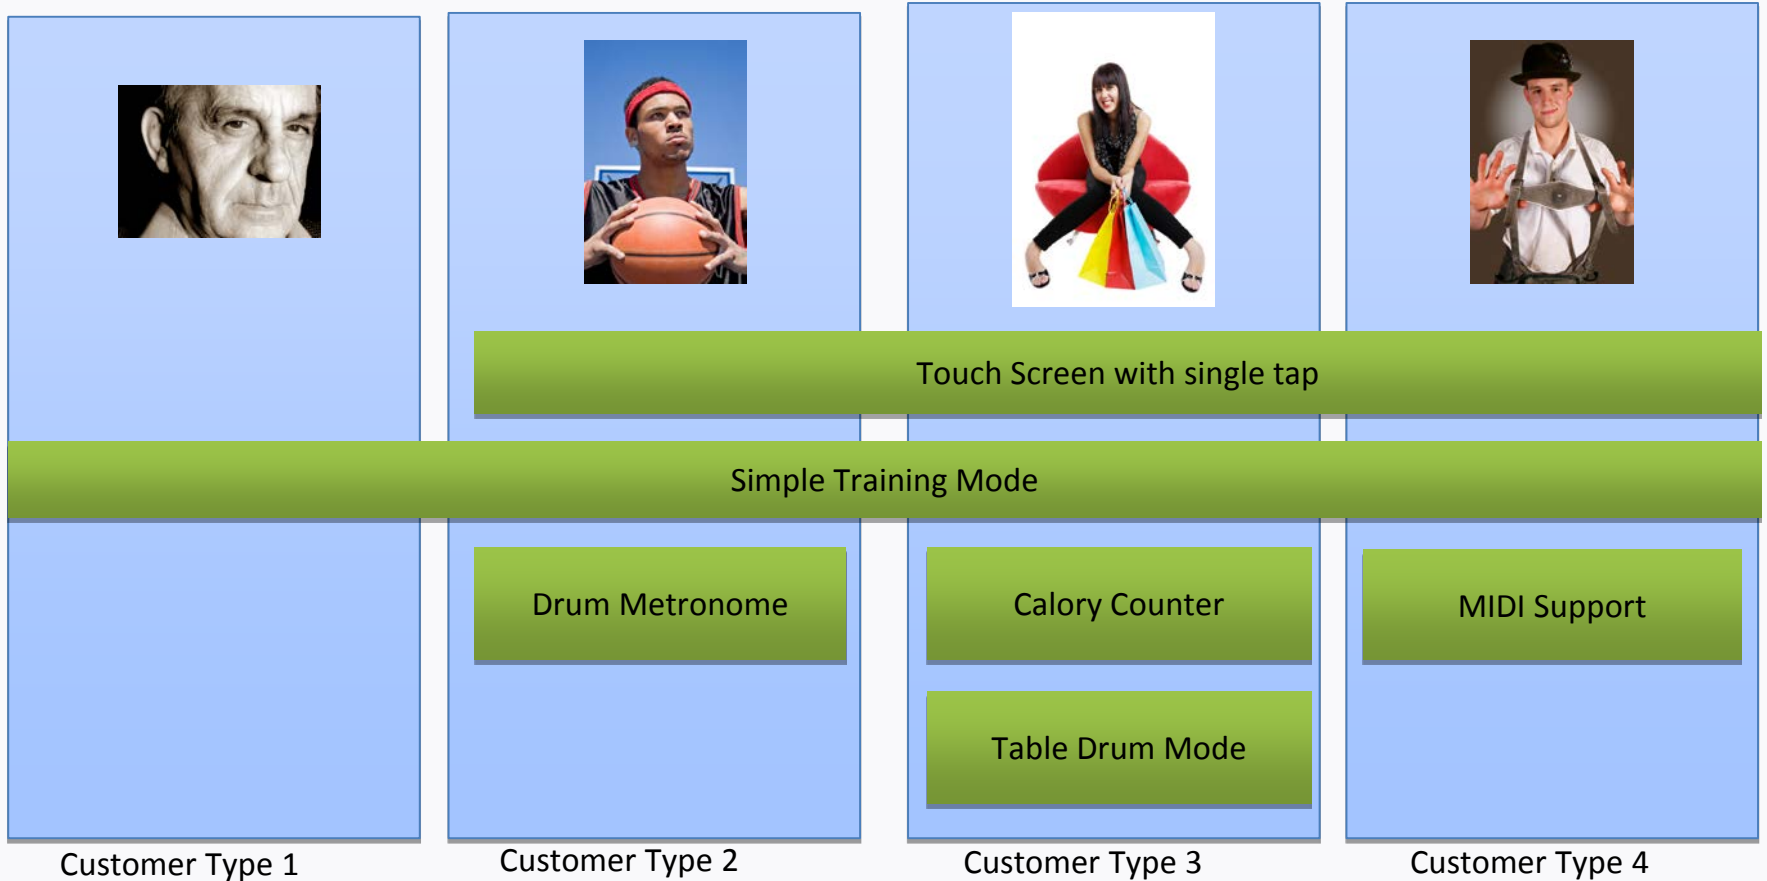 Touch Screen with single tap
Simple Training Mode
Drum Metronome
Calory Counter
MIDI Support
Table Drum Mode
Customer Type 1
Customer Type 2
Customer Type 3
Customer Type 4